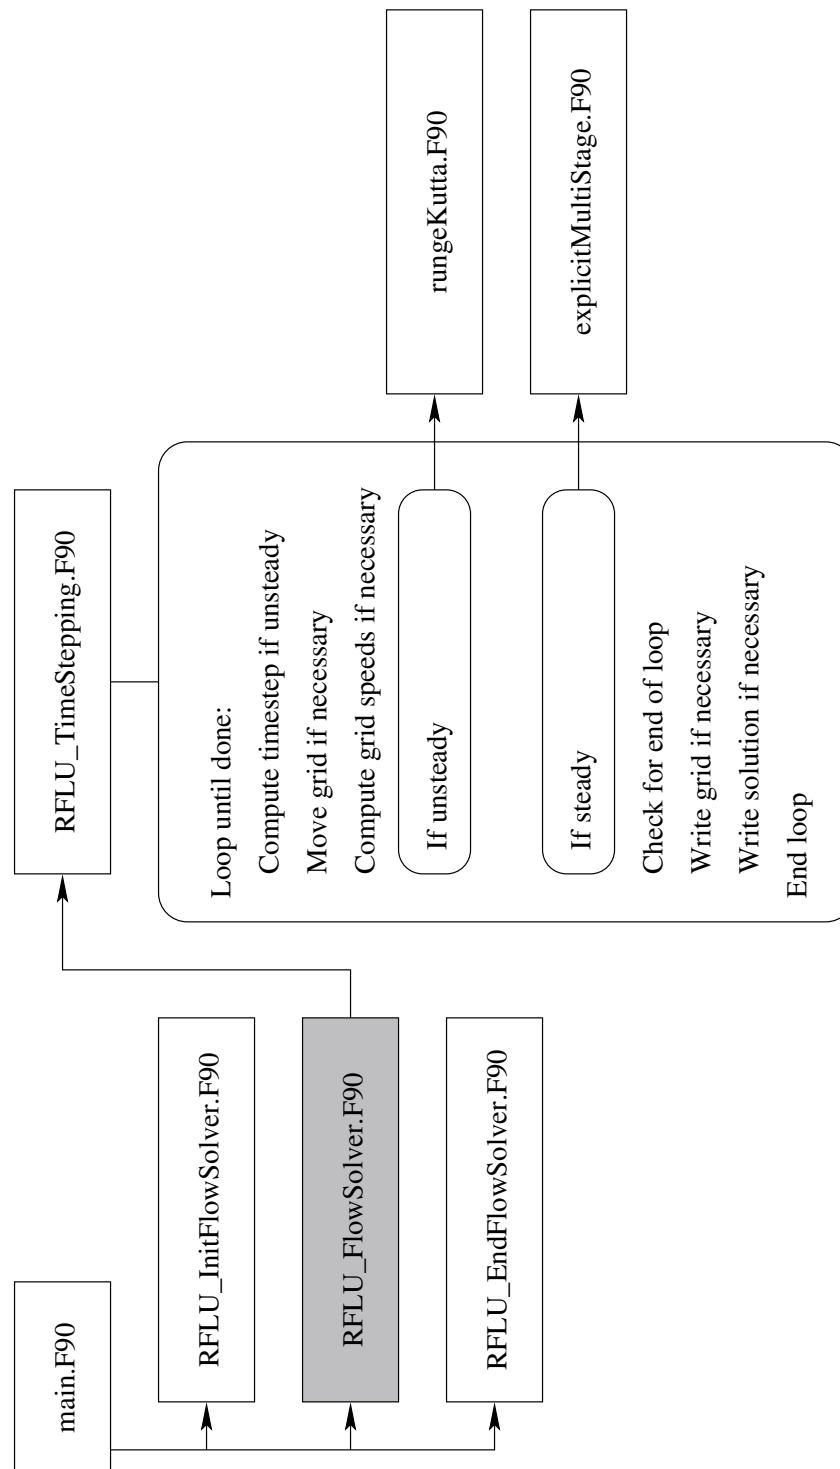 main.F90
RFLU_InitFlowSolver.F90
RFLU_FlowSolver.F90
RFLU_EndFlowSolver.F90
RFLU_TimeStepping.F90
Loop until done:
Compute timestep if unsteady
Move grid if necessary
Compute grid speeds if necessary
If unsteady
If steady
Check for end of loop
Write grid if necessary
Write solution if necessary
End loop
rungeKutta.F90
explicitMultiStage.F90